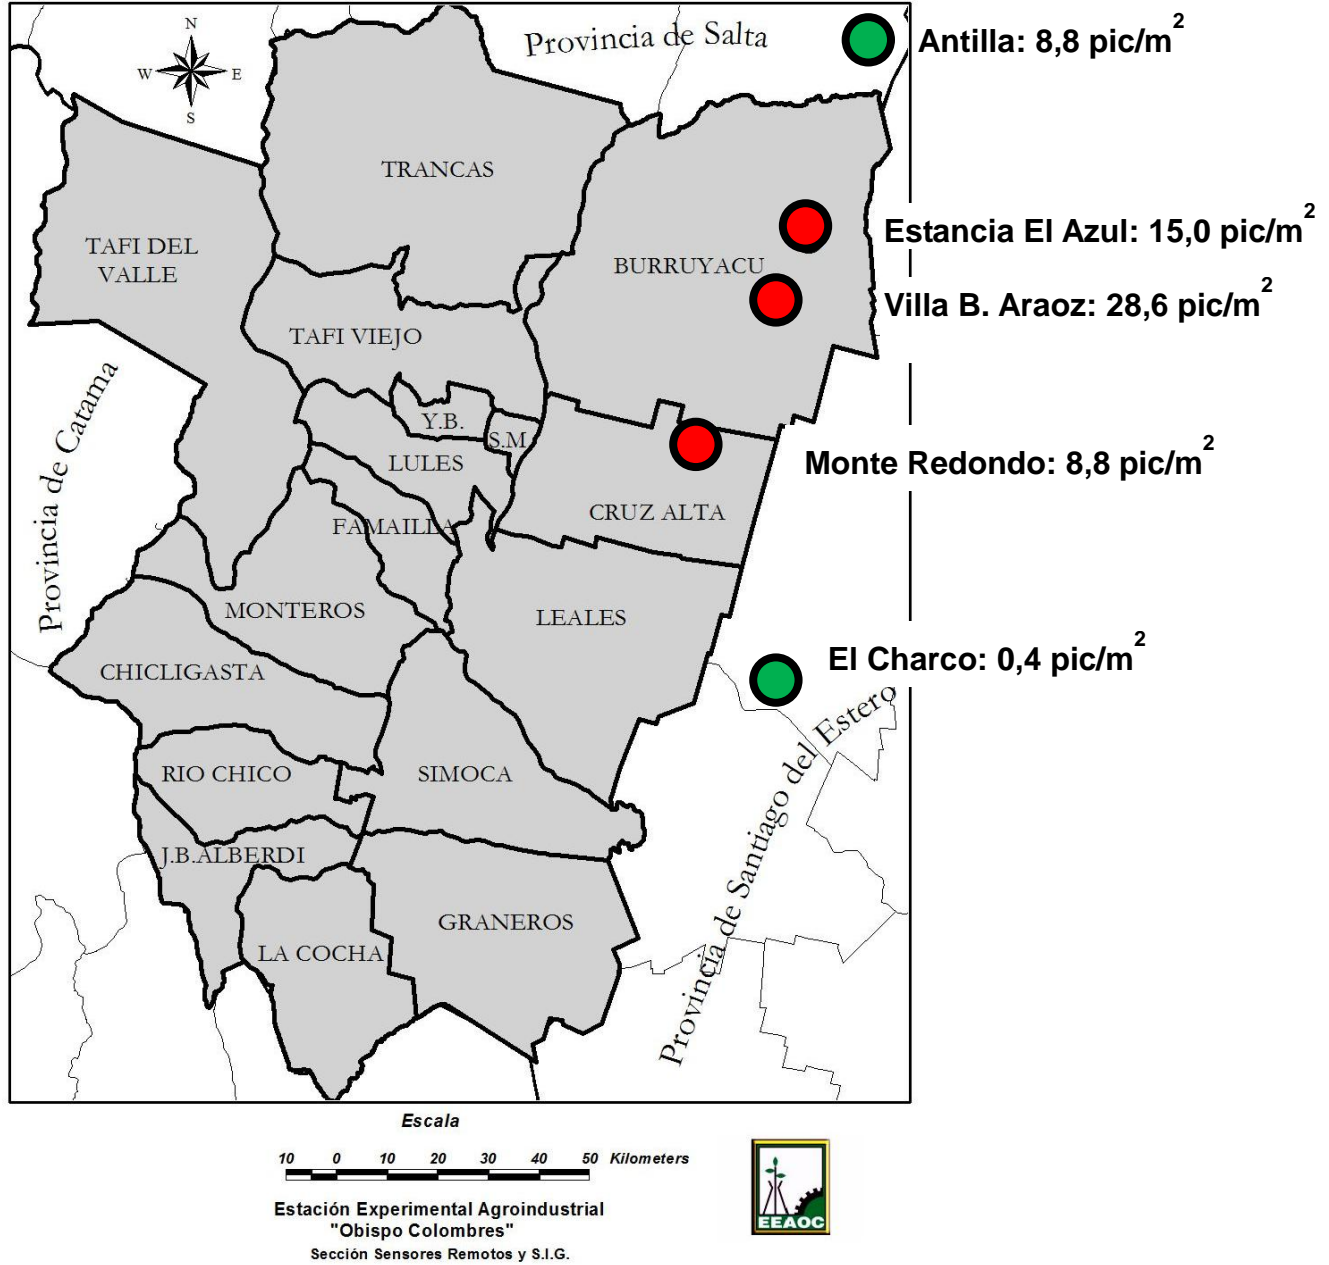 N
W E
S
Provincia de Salta
Antilla: 8,8 pic/m²
TRANCAS
TAFI DEL
VALLE
BURRUYACU
Estancia El Azul: 15,0 pic/m²
Villa B. Araoz: 28,6 pic/m²
TAFI VIEJO
Provincia de Catama
Y.B.
S.M.
LULES
Monte Redondo: 8,8 pic/m²
FAMAILLA
CRUZ ALTA
MONTEROS
LEALES
El Charco: 0,4 pic/m²
CHICLIGASTA
Provincia de Santiago del Estero
RIO CHICO
SIMOCA
J.B.ALBERDI
GRANEROS
LA COCHA
Escala
10 0 10 20 30 40 50 Kilometers
Estación Experimental Agroindustrial
"Obispo Colombres"
Sección Sensores Remotos y S.I.G.
EEAOC